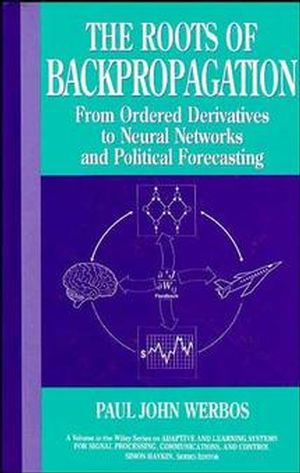 THE ROOTS OF
BACKPROPAGATION
From Ordered Derivatives
to Neural Networks
and Political Forecasting
Feedback
$
PAUL JOHN WERBOS
A Volume in the Wiley Series on ADAPTIVE AND LEARNING SYSTEMS
FOR SIGNAL PROCESSING, COMMUNICATIONS, AND CONTROL
SIMON HAYKIN, SERIES EDITOR